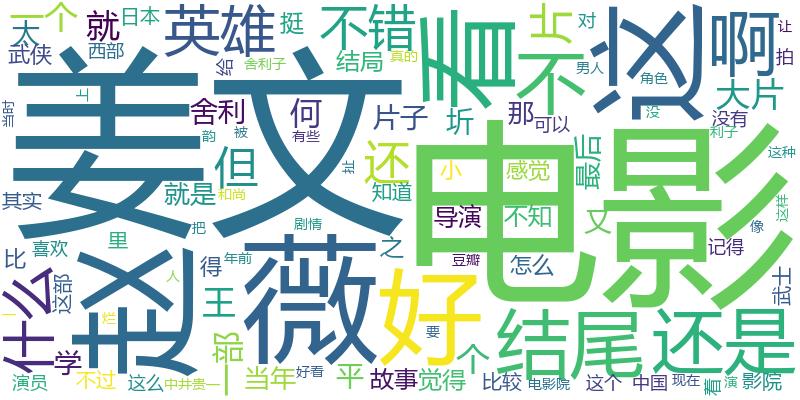 一个
就
日本
英雄
挺
不错
看
片
不
这
啊
对
让
太
武侠
西部
给
舍利子
结局
真的
男人
角色
拍
大片
没
没有
当时
上
姜文
舍利
韵
被
何
有些
片子
圻
那
可以
电影
利子
但
还
扯
小
感觉
最后
这种
其实
就是
和尚
知道
导演
不知
又
这样
喜欢
里
把
剧情
之
豆瓣
怎么
记得
像
比
这部
赵
得
年前
薇
好
武士
什么
人
一
烂
王
要
结尾
还是
学
一部
演员
不过
这么
中井贵一
当年
好看
平
故事
觉得
个
比较
电影院
这个
中国
现在
着
演
影院